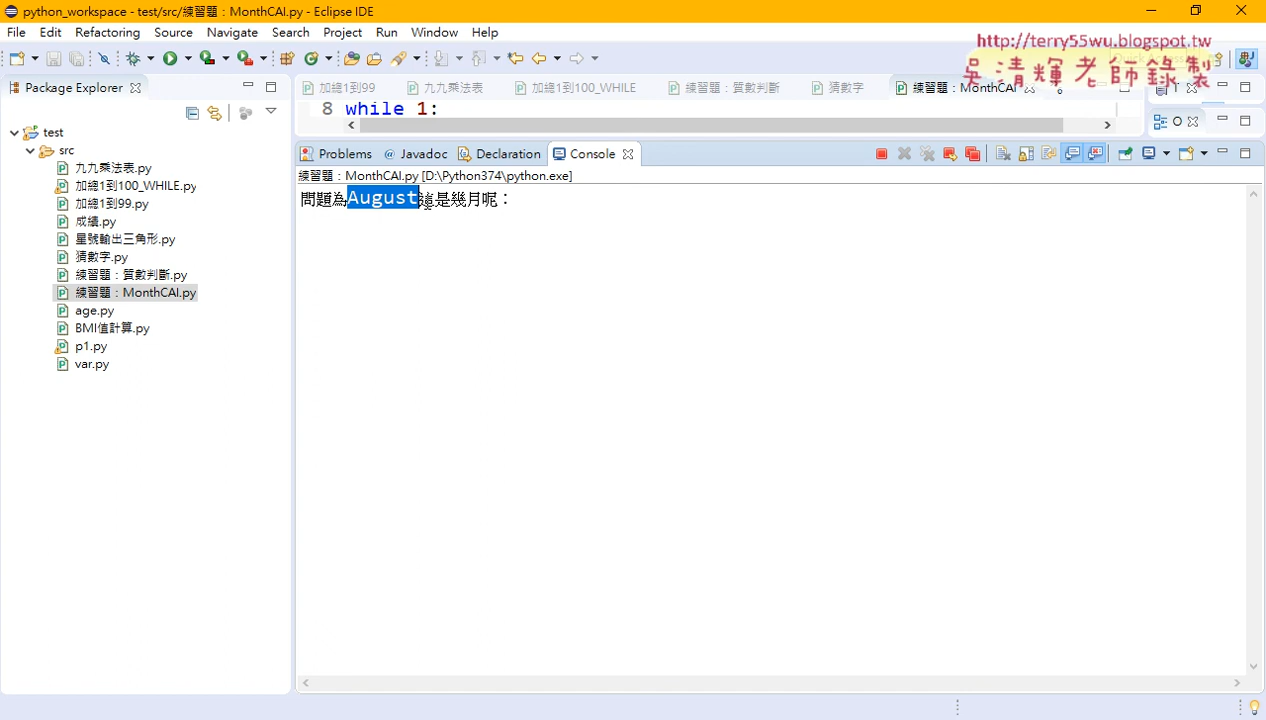 python_workspace - test/src/練習題：MonthCAI.py - Eclipse IDE
File Edit Refactoring Source Navigate Search Project Run Window Help
http://terry55wu.blogspot.tw
吳清輝老師錄製
Package Explorer
加總1到99 九九乘法表 加總1到100_WHILE 練習題：質數判斷 猜數字 練習題：MonthCAI
8 while 1:
test
src
九九乘法表.py
加總1到100_WHILE.py
加總1到99.py
成績.py
星號輸出三角形.py
猜數字.py
練習題：質數判斷.py
練習題：MonthCAI.py
age.py
BMI值計算.py
p1.py
var.py
Problems @ Javadoc Declaration Console
練習題：MonthCAI.py [D:\Python374\python.exe]
問題為August這是幾月呢：